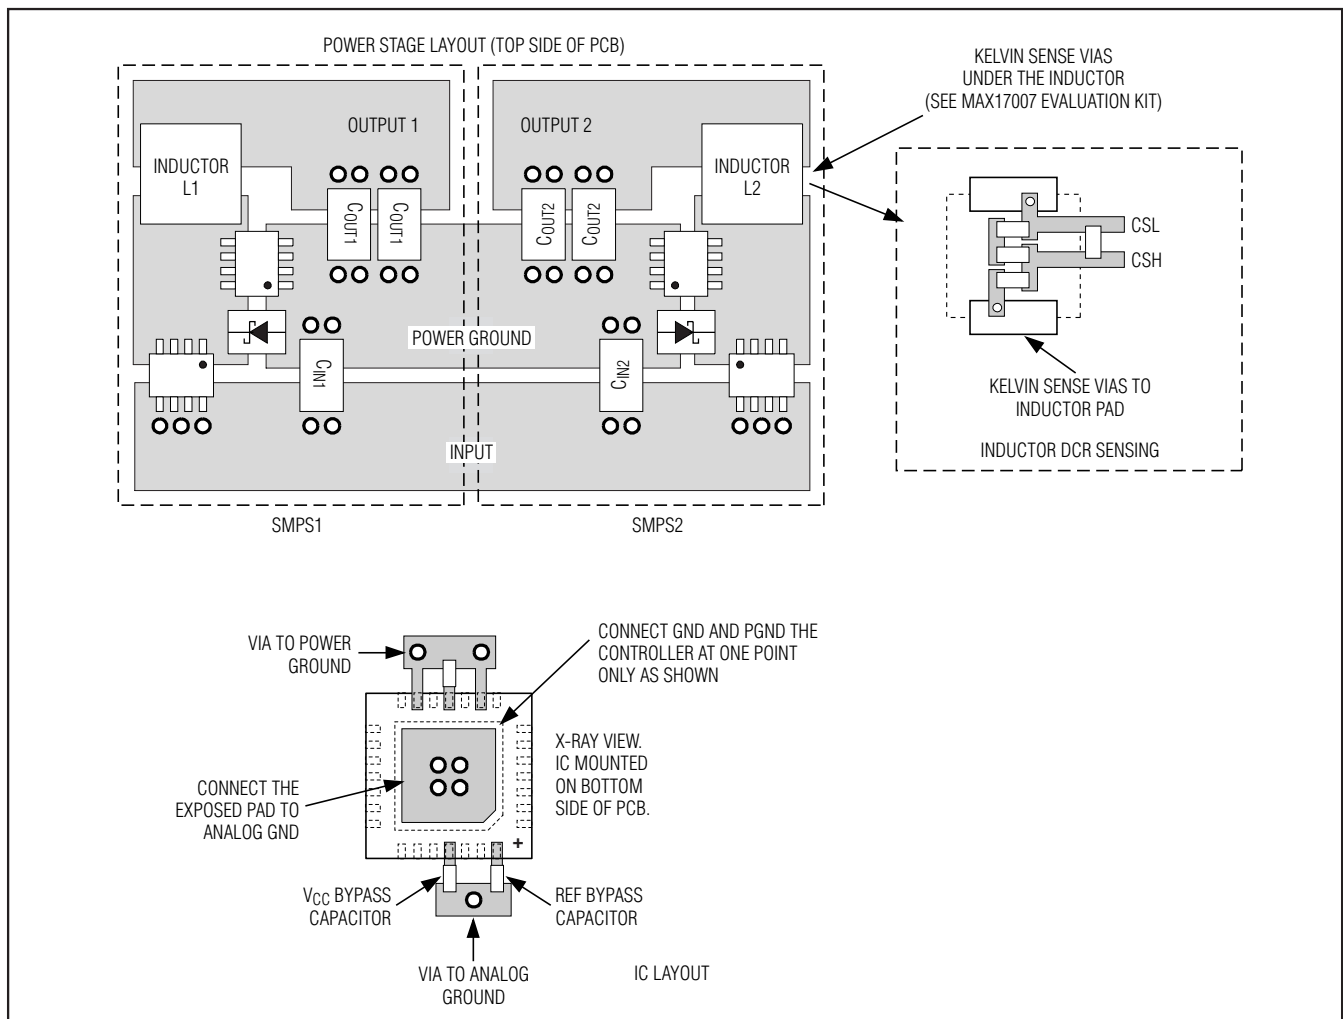 POWER STAGE LAYOUT (TOP SIDE OF PCB)
KELVIN SENSE VIAS
UNDER THE INDUCTOR
(SEE MAX17007 EVALUATION KIT)
OUTPUT 1
OUTPUT 2
INDUCTOR
L1
INDUCTOR
L2
COUT1
COUT1
COUT2
COUT2
CSL
CSH
POWER GROUND
CIN1
CIN2
KELVIN SENSE VIAS TO
INDUCTOR PAD
INPUT
INDUCTOR DCR SENSING
SMPS1
SMPS2
VIA TO POWER
GROUND
CONNECT GND AND PGND THE
CONTROLLER AT ONE POINT
ONLY AS SHOWN
X-RAY VIEW.
IC MOUNTED
ON BOTTOM
SIDE OF PCB.
CONNECT THE
EXPOSED PAD TO
ANALOG GND
+
VCC BYPASS
CAPACITOR
REF BYPASS
CAPACITOR
VIA TO ANALOG
GROUND
IC LAYOUT